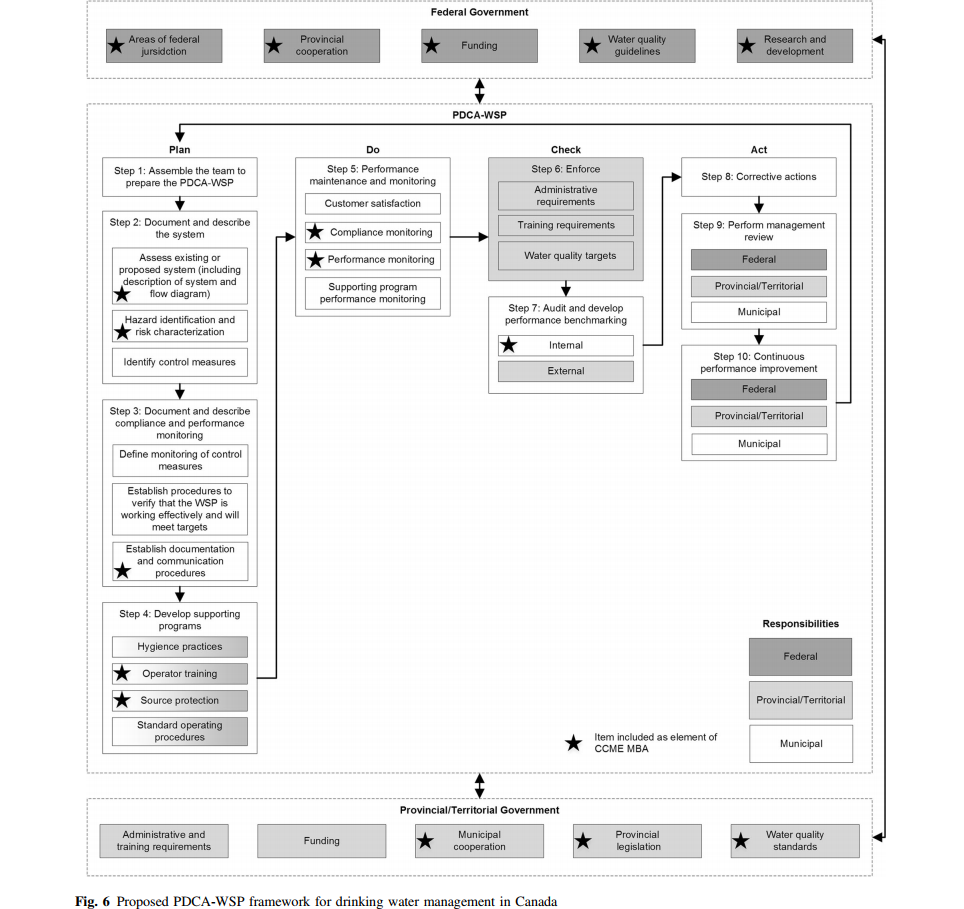 Federal Government
Areas of federal
jursidction
Provincial
cooperation
Funding
Water quality
guidelines
Research and
development
PDCA-WSP
Plan
Step 1: Assemble the team to
prepare the PDCA-WSP
Step 2: Document and describe
the system
Assess existing or
proposed system (including
description of system and
flow diagram)
Hazard identification and
risk characterization
Identify control measures
Step 3: Document and describe
compliance and performance
monitoring
Define monitoring of control
measures
Establish procedures to
verify that the WSP is
working effectively and will
meet targets
Establish documentation
and communication
procedures
Step 4: Develop supporting
programs
Hygience practices
Operator training
Source protection
Standard operating
procedures
Do
Step 5: Performance
maintenance and monitoring
Customer satisfaction
Compliance monitoring
Performance monitoring
Supporting program
performance monitoring
Check
Step 6: Enforce
Administrative
requirements
Training requirements
Water quality targets
Step 7: Audit and develop
performance benchmarking
Internal
External
Act
Step 8: Corrective actions
Step 9: Perform management
review
Federal
Provincial/Territorial
Municipal
Step 10: Continuous
performance improvement
Federal
Provincial/Territorial
Municipal
Responsibilities
Federal
Provincial/Territorial
Municipal
Item included as element of
CCME MBA
Provincial/Territorial Government
Administrative and
training requirements
Funding
Municipal
cooperation
Provincial
legislation
Water quality
standards
Fig. 6 Proposed PDCA-WSP framework for drinking water management in Canada